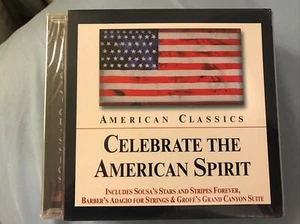 AMERICAN CLASSICS
CELEBRATE THE
AMERICAN SPIRIT
INCLUDES SOUSA'S STARS AND STRIPES FOREVER,
BARBER'S ADAGIO FOR STRINGS & GROFÉ'S GRAND CANYON SUITE